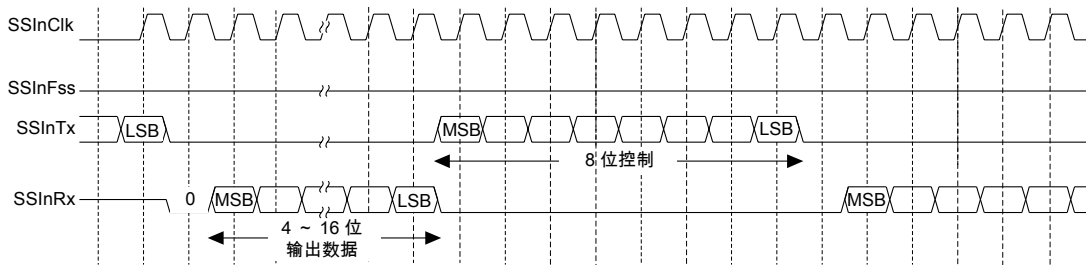 SSInClk
SSInFss
SSInTx
LSB
MSB
LSB
8 位控制
SSInRx
0
MSB
LSB
MSB
4 ~ 16 位
输出数据